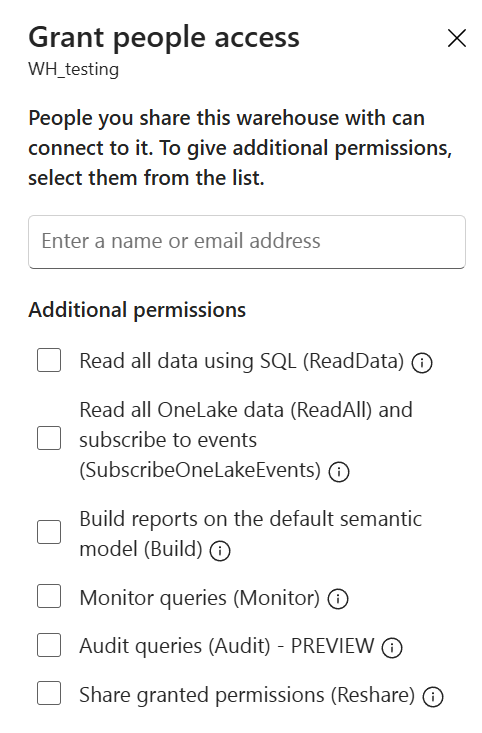 Grant people access
WH_testing
People you share this warehouse with can
connect to it. To give additional permissions,
select them from the list.
Enter a name or email address
Additional permissions
Read all data using SQL (ReadData)
Read all OneLake data (ReadAll) and
subscribe to events
(SubscribeOneLakeEvents)
Build reports on the default semantic
model (Build)
Monitor queries (Monitor)
Audit queries (Audit) - PREVIEW
Share granted permissions (Reshare)